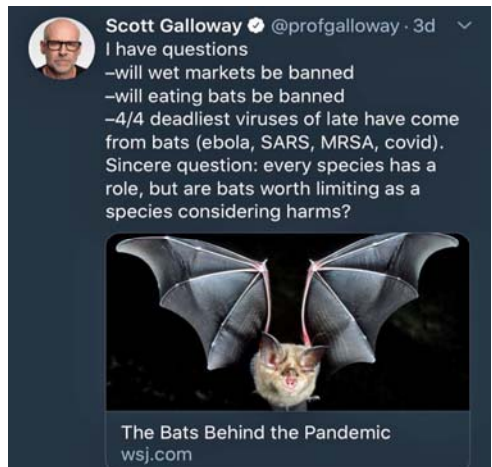 Scott Galloway @profgalloway · 3d
I have questions
–will wet markets be banned
–will eating bats be banned
–4/4 deadliest viruses of late have come
from bats (ebola, SARS, MRSA, covid).
Sincere question: every species has a
role, but are bats worth limiting as a
species considering harms?
The Bats Behind the Pandemic
wsj.com